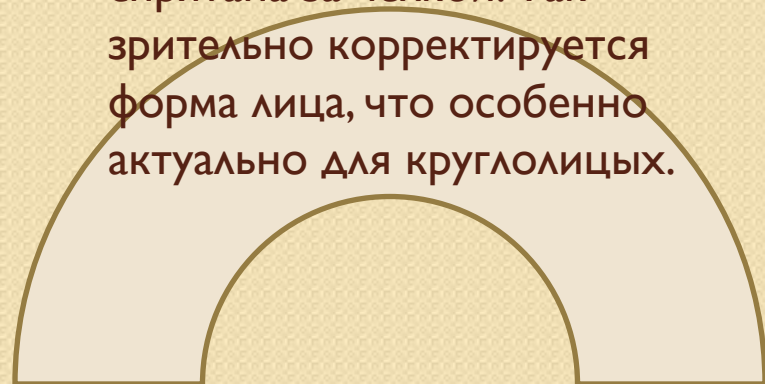 зрительно корректируется
форма лица, что особенно
актуально для круглолицых.